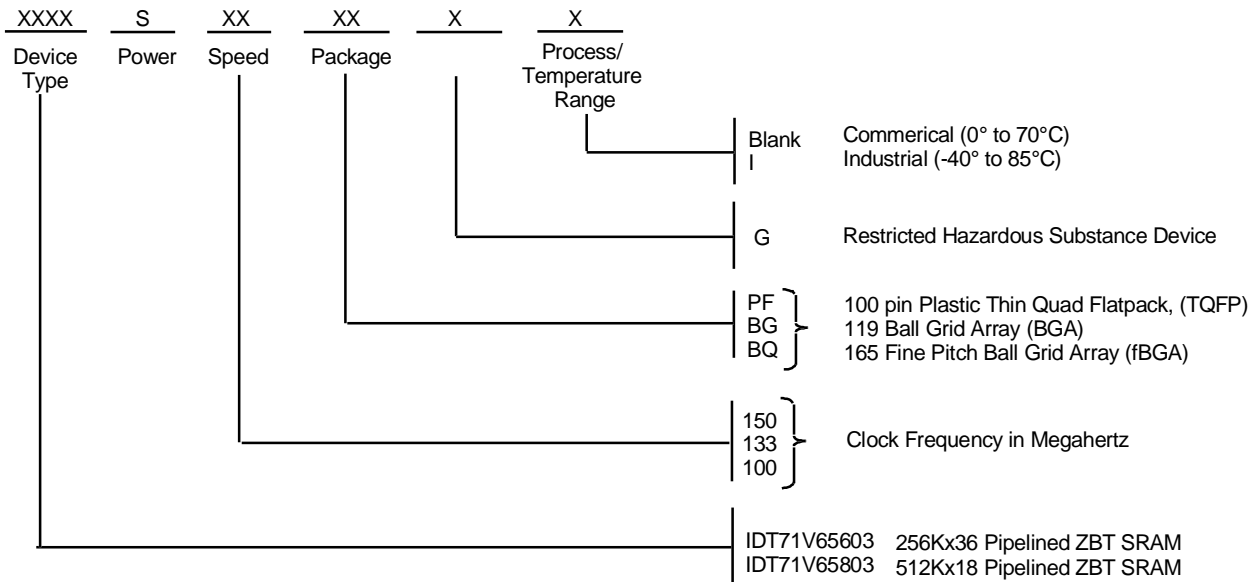 XXXX S XX XX X X
Device Type
Power
Speed
Package
Process/
Temperature
Range
Blank Commerical (0° to 70°C)
I Industrial (-40° to 85°C)
G Restricted Hazardous Substance Device
PF 100 pin Plastic Thin Quad Flatpack, (TQFP)
BG 119 Ball Grid Array (BGA)
BQ 165 Fine Pitch Ball Grid Array (fBGA)
150
133 Clock Frequency in Megahertz
100
IDT71V65603 256Kx36 Pipelined ZBT SRAM
IDT71V65803 512Kx18 Pipelined ZBT SRAM